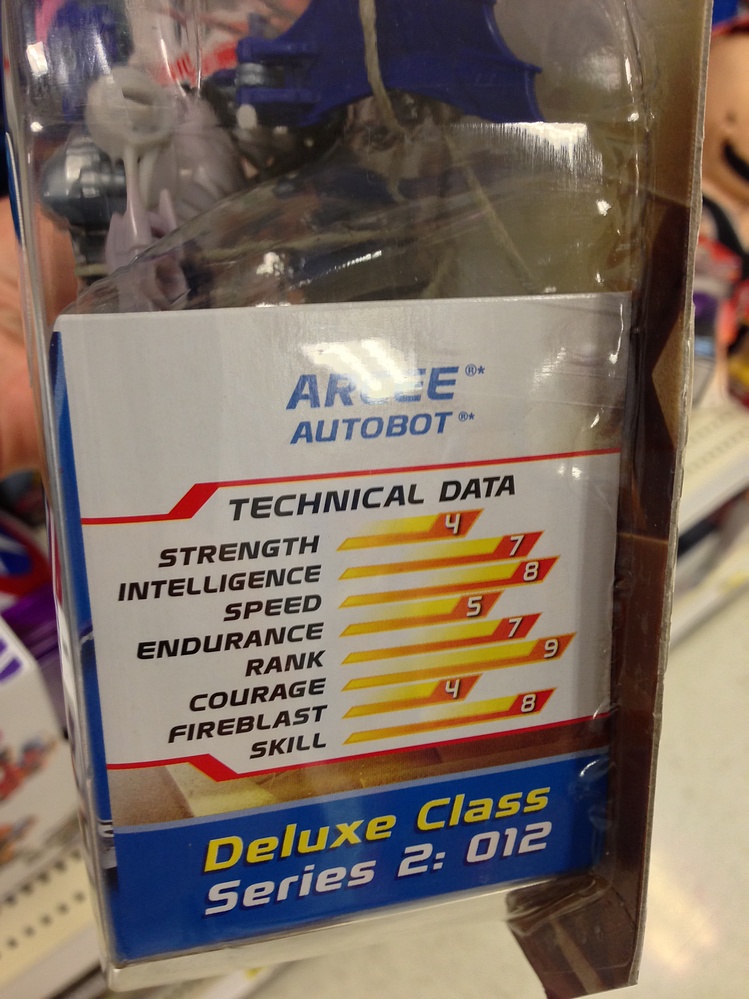 ARCEE®*
AUTOBOT®*
TECHNICAL DATA
STRENGTH 4
INTELLIGENCE 7
SPEED 8
ENDURANCE 5
RANK 7
COURAGE 9
FIREBLAST 4
SKILL 8
Deluxe Class
Series 2: 012